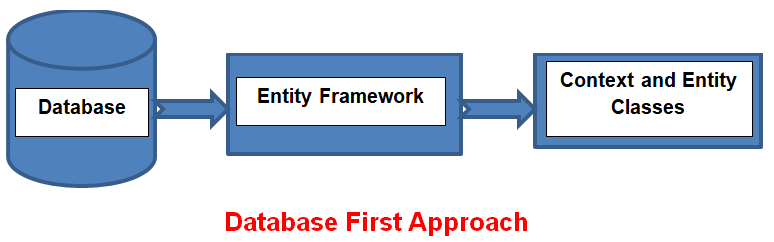 Database
Entity Framework
Context and Entity
Classes
Database First Approach